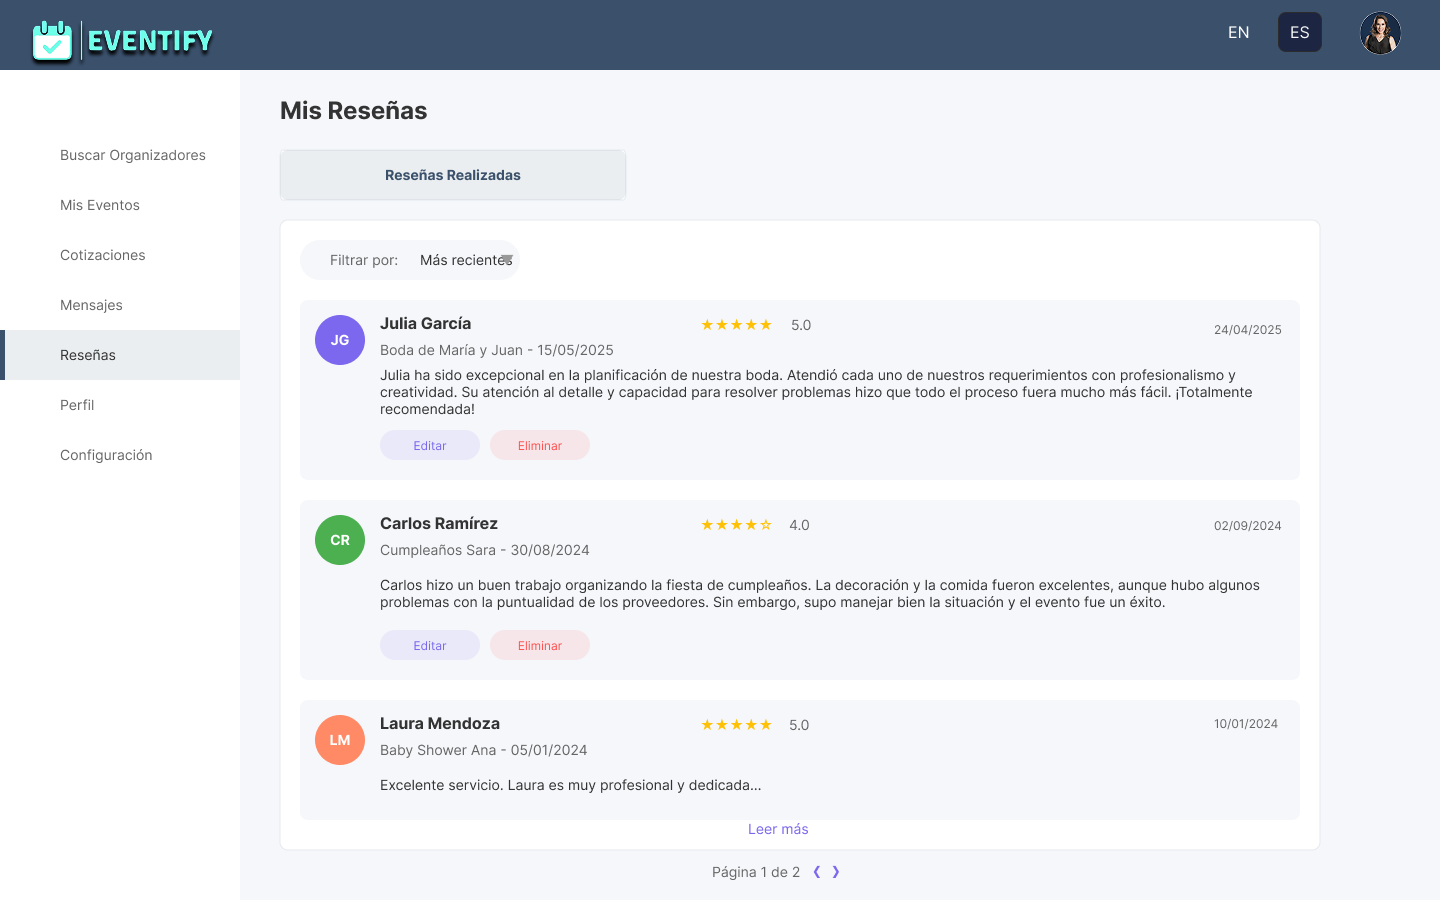 EVENTIFY
EN
ES
Buscar Organizadores
Mis Eventos
Cotizaciones
Mensajes
Reseñas
Perfil
Configuración
Mis Reseñas
Reseñas Realizadas
Filtrar por: Más recientes
JG
Julia García
★★★★★ 5.0
24/04/2025
Boda de María y Juan - 15/05/2025
Julia ha sido excepcional en la planificación de nuestra boda. Atendió cada uno de nuestros requerimientos con profesionalismo y
creatividad. Su atención al detalle y capacidad para resolver problemas hizo que todo el proceso fuera mucho más fácil. ¡Totalmente
recomendada!
Editar
Eliminar
CR
Carlos Ramírez
★★★★☆ 4.0
02/09/2024
Cumpleaños Sara - 30/08/2024
Carlos hizo un buen trabajo organizando la fiesta de cumpleaños. La decoración y la comida fueron excelentes, aunque hubo algunos
problemas con la puntualidad de los proveedores. Sin embargo, supo manejar bien la situación y el evento fue un éxito.
Editar
Eliminar
LM
Laura Mendoza
★★★★★ 5.0
10/01/2024
Baby Shower Ana - 05/01/2024
Excelente servicio. Laura es muy profesional y dedicada...
Leer más
Página 1 de 2 ❮ ❯